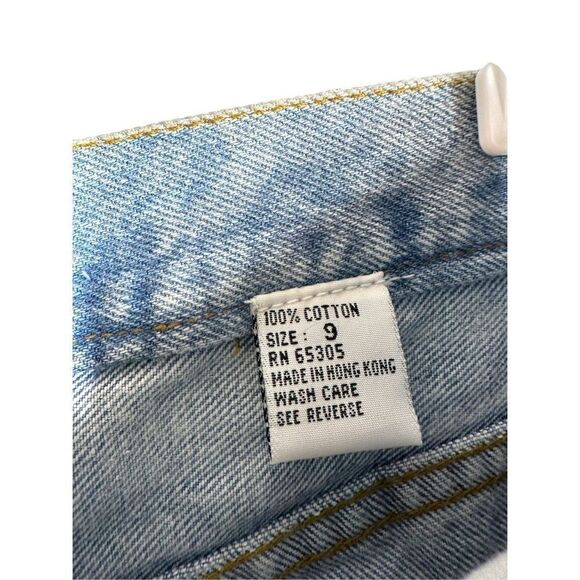 100% COTTON
SIZE: 9
RN 65305
MADE IN HONG KONG
WASH CARE
SEE REVERSE